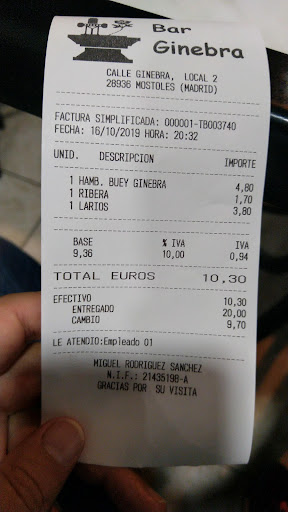 Bar
Ginebra
CALLE GINEBRA, LOCAL 2
28936 MOSTOLES (MADRID)
FACTURA SIMPLIFICADA: 000001-TB003740
FECHA: 16/10/2019 HORA: 20:32
UNID. DESCRIPCION IMPORTE
1 HAMB. BUEY GINEBRA 4,80
1 RIBERA 1,70
1 LARIOS 3,80
BASE % IVA IVA
9,36 10,00 0,94
TOTAL EUROS 10,30
EFECTIVO 10,30
ENTREGADO 20,00
CAMBIO 9,70
LE ATENDIO:Empleado 01
MIGUEL RODRIGUEZ SANCHEZ
N.I.F.: 21435198-A
GRACIAS POR SU VISITA